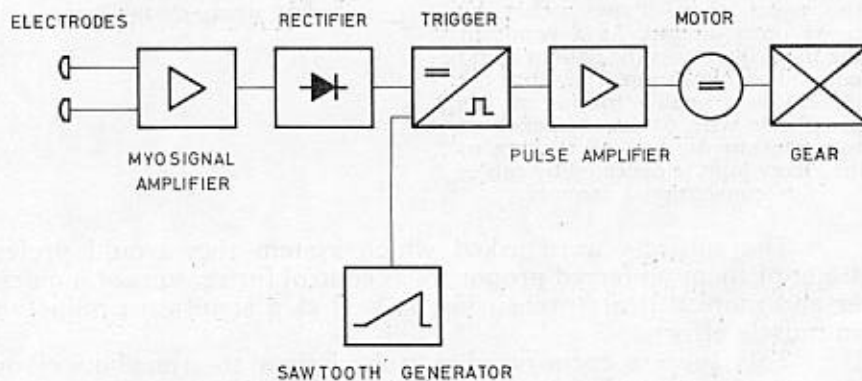 ELECTRODES
RECTIFIER
TRIGGER
MOTOR
MYOSIGNAL
AMPLIFIER
PULSE AMPLIFIER
GEAR
SAWTOOTH GENERATOR